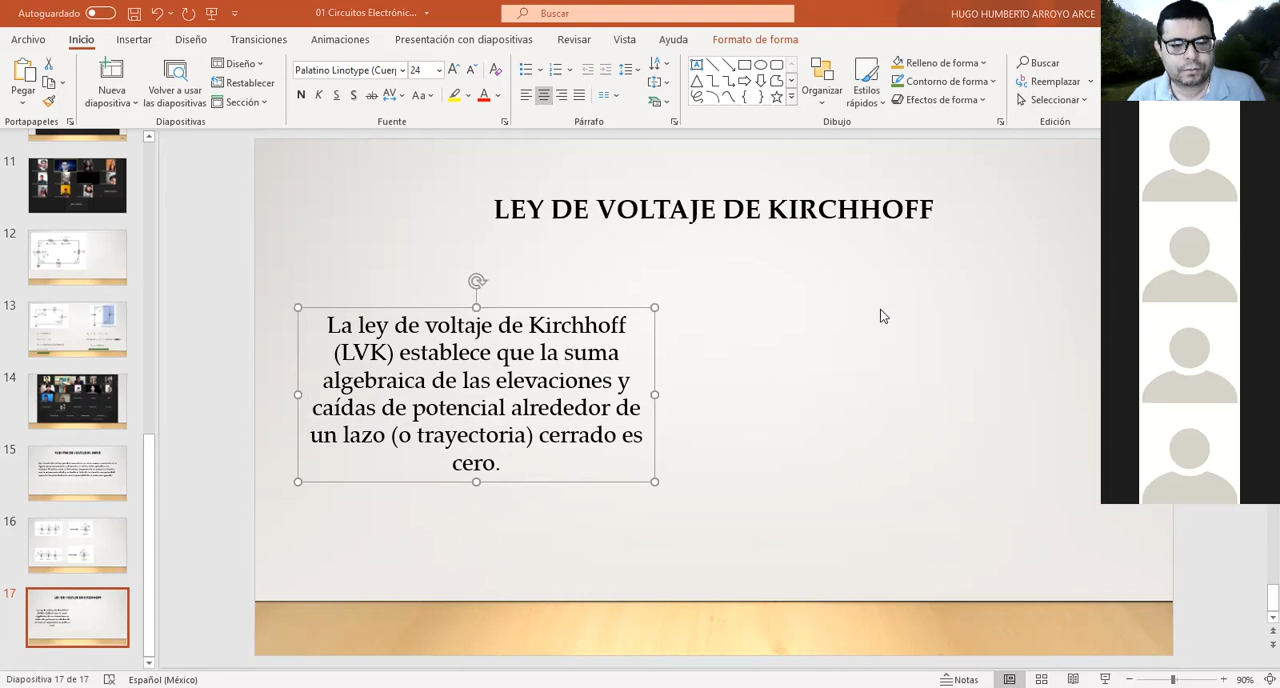 Autoguardado
01 Circuitos Electrónic...
Buscar
HUGO HUMBERTO ARROYO ARCE
Archivo Inicio Insertar Diseño Transiciones Animaciones Presentación con diapositivas Revisar Vista Ayuda Formato de forma
Pegar
Nueva diapositiva
Volver a usar las diapositivas
Diseño
Restablecer
Sección
Palatino Linotype (Cuer 24
N K S S ab AV Aa A
Organizar
Estilos rápidos
Relleno de forma
Contorno de forma
Efectos de forma
Buscar
Reemplazar
Seleccionar
Portapapeles Diapositivas Fuente Párrafo Dibujo Edición
11
12
13
14
15
16
17
LEY DE VOLTAJE DE KIRCHHOFF
La ley de voltaje de Kirchhoff
(LVK) establece que la suma
algebraica de las elevaciones y
caídas de potencial alrededor de
un lazo (o trayectoria) cerrado es
cero.
Diapositiva 17 de 17 Español (México) Notas 90%